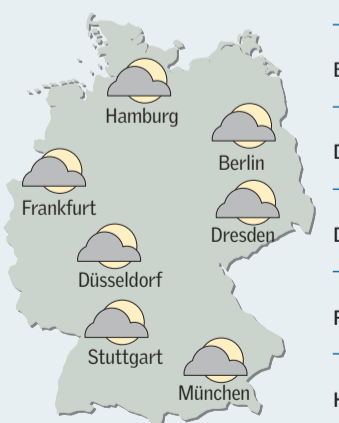 Hamburg
Berlin
Frankfurt
Dresden
Düsseldorf
Stuttgart
München